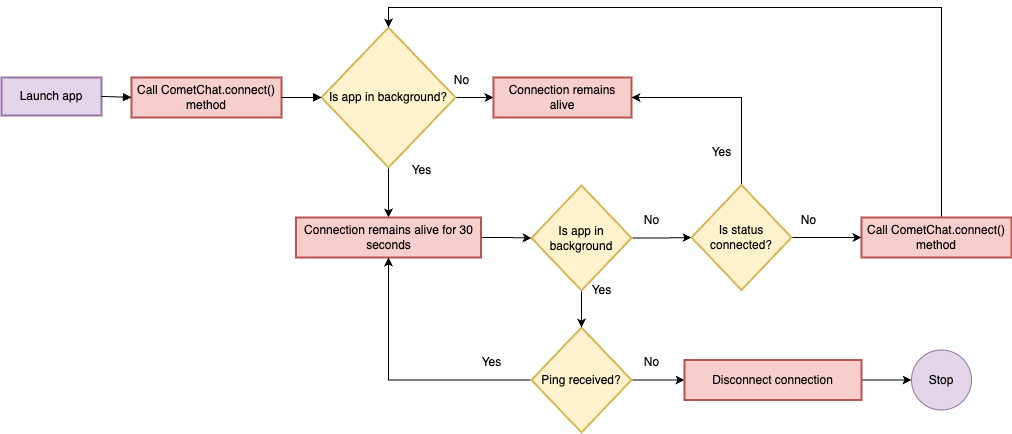 Launch app
Call CometChat.connect()
method
Is app in background?
No
Connection remains
alive
Yes
Yes
Connection remains alive for 30
seconds
Is app in
background
No
Is status
connected?
No
Call CometChat.connect()
method
Yes
Yes
Ping received?
No
Disconnect connection
Stop